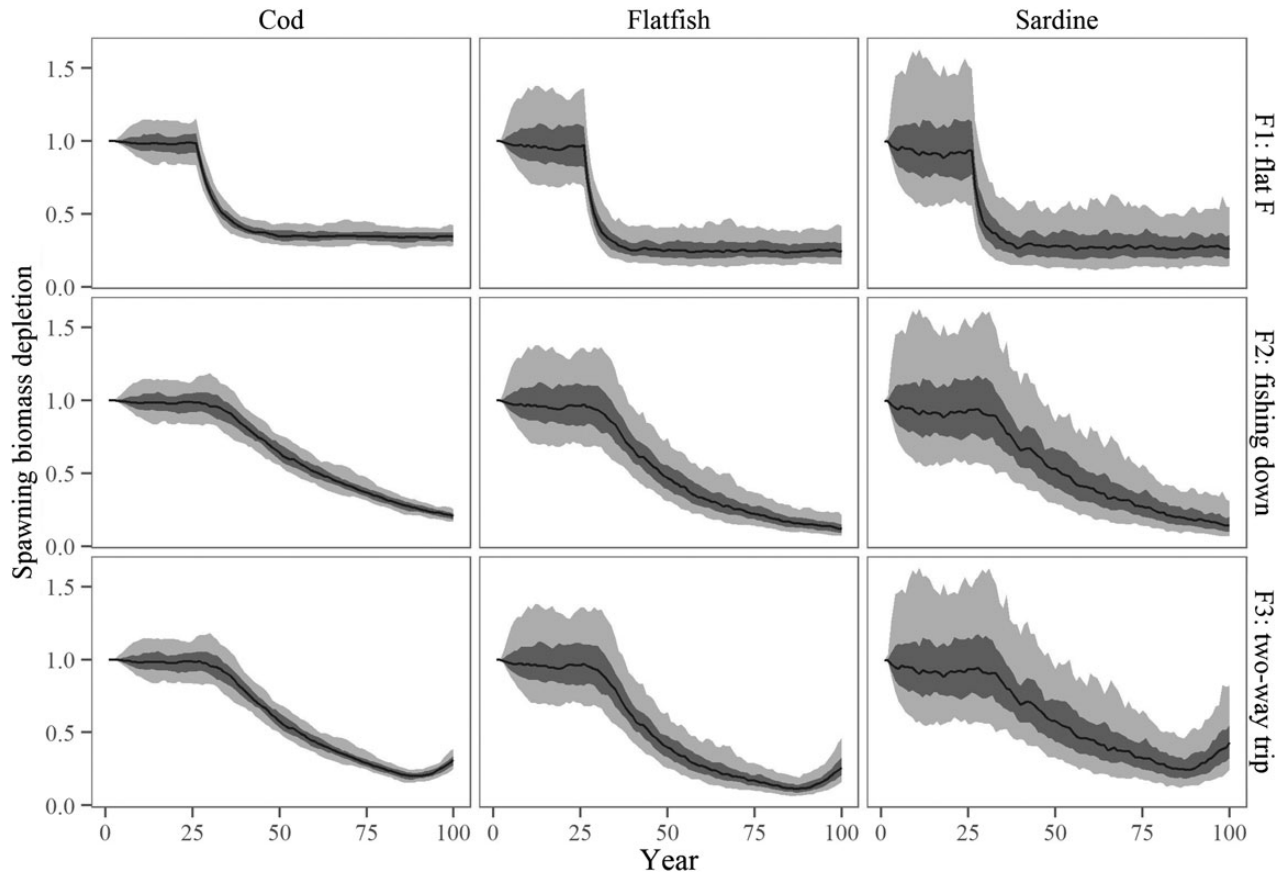 Cod Flatfish Sardine
Spawning biomass depletion
1.5
1.0
0.5
0.0
F1: flat F
1.5
1.0
0.5
0.0
F2: fishing down
1.5
1.0
0.5
0.0
F3: two-way trip
0 25 50 75 100 0 25 50 75 100 0 25 50 75 100
Year